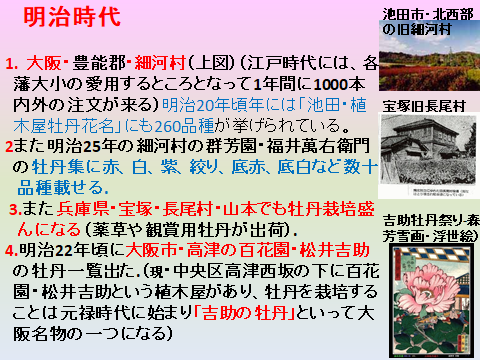 明治時代
1. 大阪・豊能郡・細河村（上図）（江戸時代には、各
藩大小の愛用するところとなって1年間に1000本
内外の注文が来る）明治20年頃年には「池田・植
木屋牡丹花名」にも260品種が挙げられている。
2また明治25年の細河村の群芳園・福井萬右衛門
の牡丹集に赤、白、紫、絞り、底赤、底白など数十
品種載せる.
3.また兵庫県・宝塚・長尾村・山本でも牡丹栽培盛
んになる（薬草や観賞用牡丹が出荷）.
4.明治22年頃に大阪市・高津の百花園・松井吉助
の牡丹一覧出た.（現・中央区高津西坂の下に百花
園・松井吉助という植木屋があり、牡丹を栽培する
ことは元禄時代に始まり「吉助の牡丹」といって大
阪名物の一つになる）
池田市・北西部
の旧細河村
宝塚旧長尾村
吉助牡丹祭り-森
芳雪画・浮世絵）